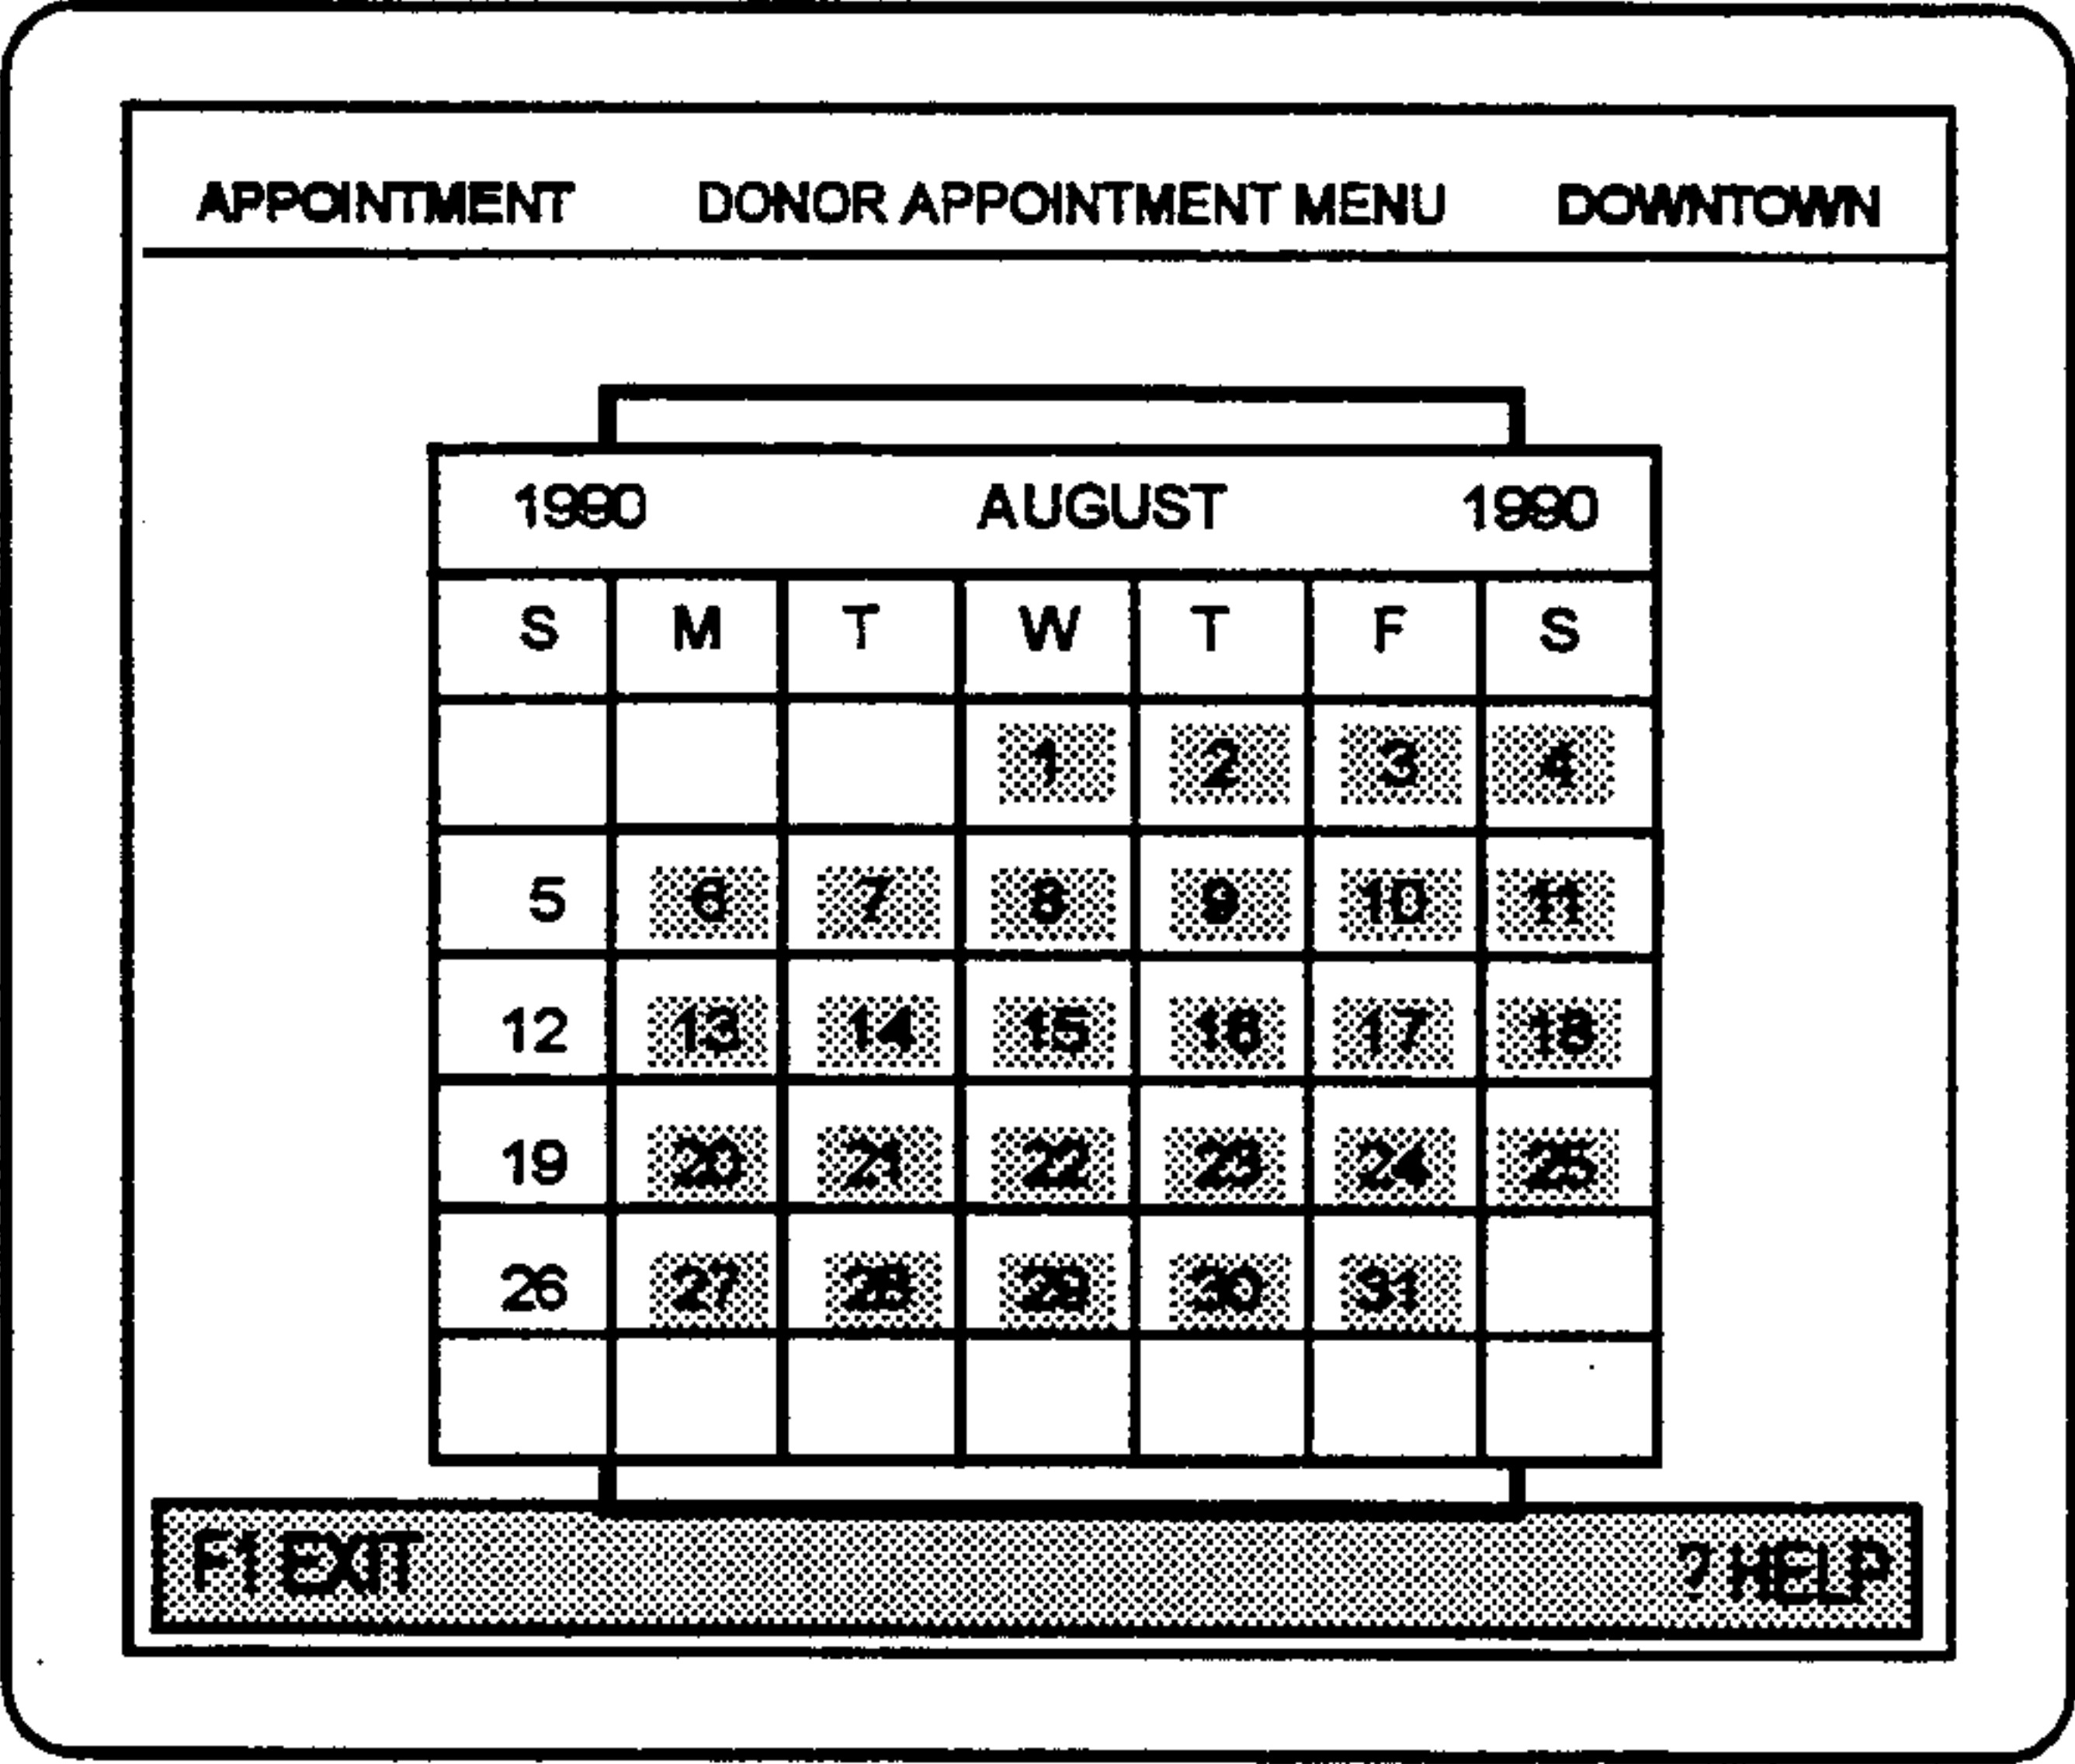 APPOINTMENT DONOR APPOINTMENT MENU DOWNTOWN
1990 AUGUST 1990
S M T W T F S
1 2 3 4
5 6 7 8 9 10 11
12 13 14 15 16 17 18
19 20 21 22 23 24 25
26 27 28 29 30 31
F1 EXIT ? HELP